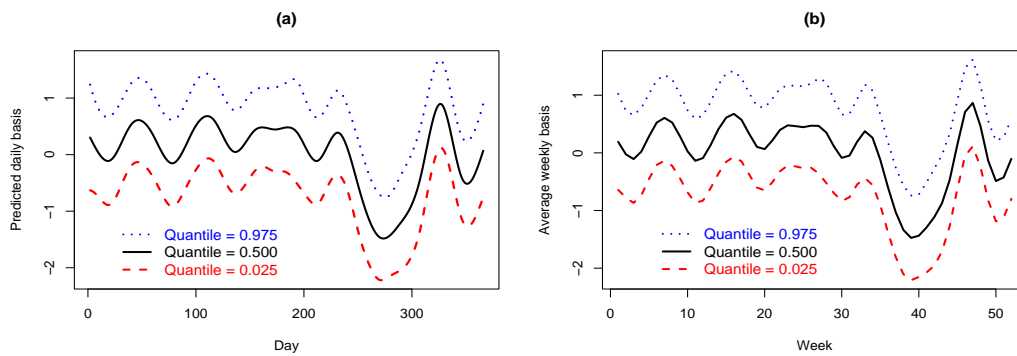 (a)
Predicted daily basis
1
0
-1
-2
Quantile = 0.975
Quantile = 0.500
Quantile = 0.025
0 100 200 300
Day
(b)
Average weekly basis
1
0
-1
-2
Quantile = 0.975
Quantile = 0.500
Quantile = 0.025
0 10 20 30 40 50
Week